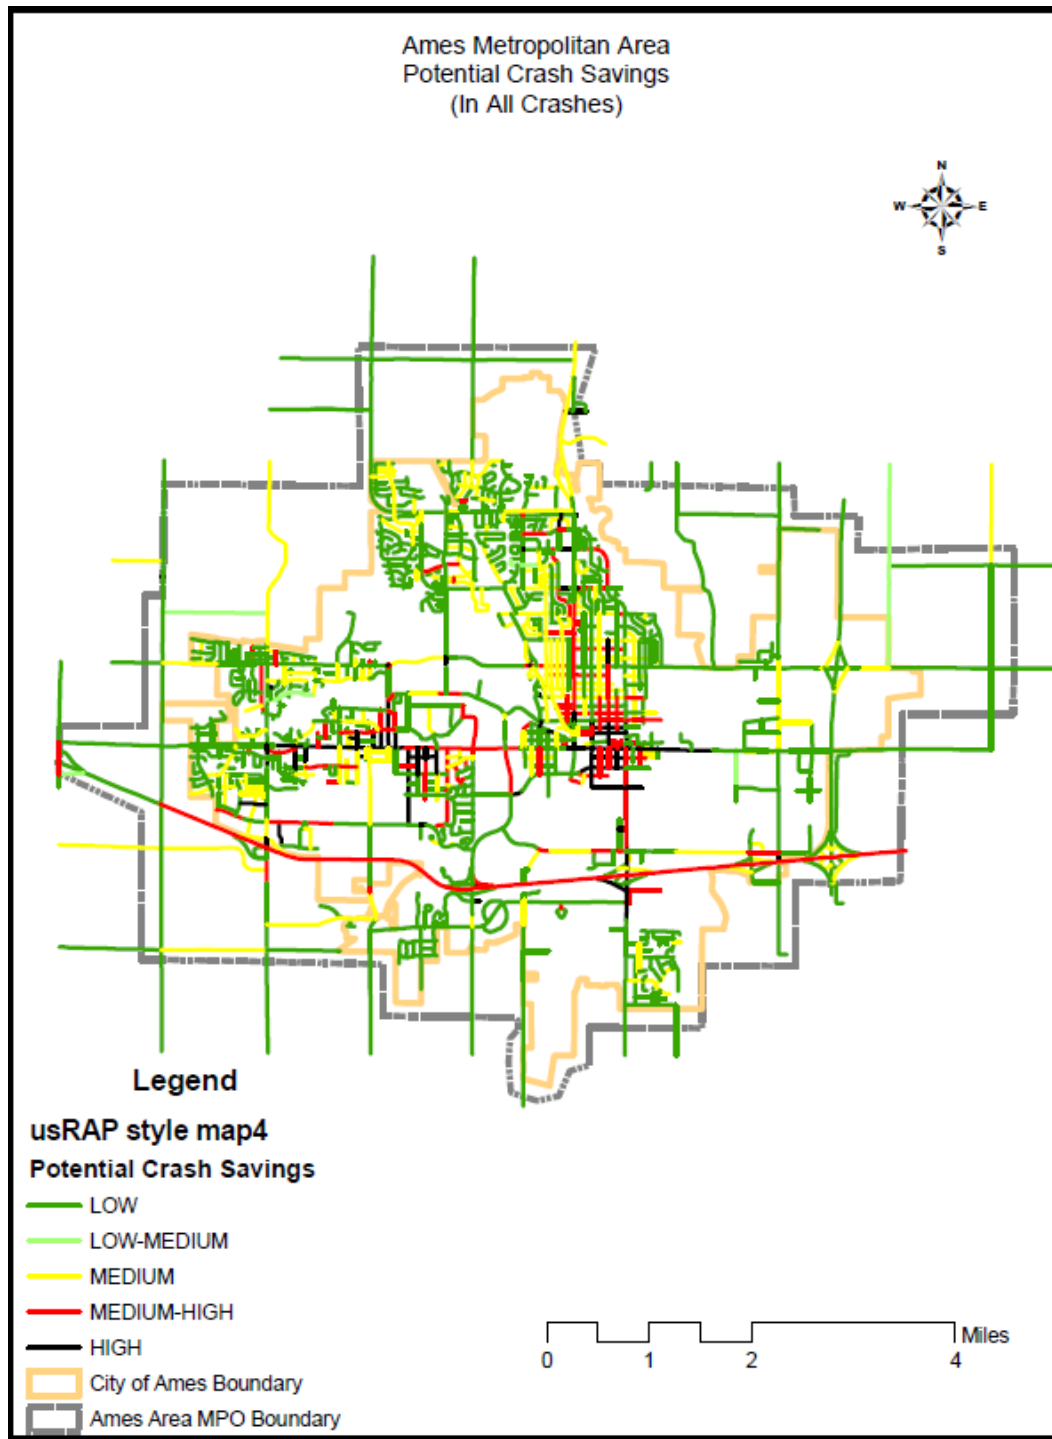 Ames Metropolitan Area
Potential Crash Savings
(In All Crashes)
N
W E
S
Legend
usRAP style map4
Potential Crash Savings
LOW
LOW-MEDIUM
MEDIUM
MEDIUM-HIGH
HIGH
City of Ames Boundary
Ames Area MPO Boundary
Miles
0 1 2 4